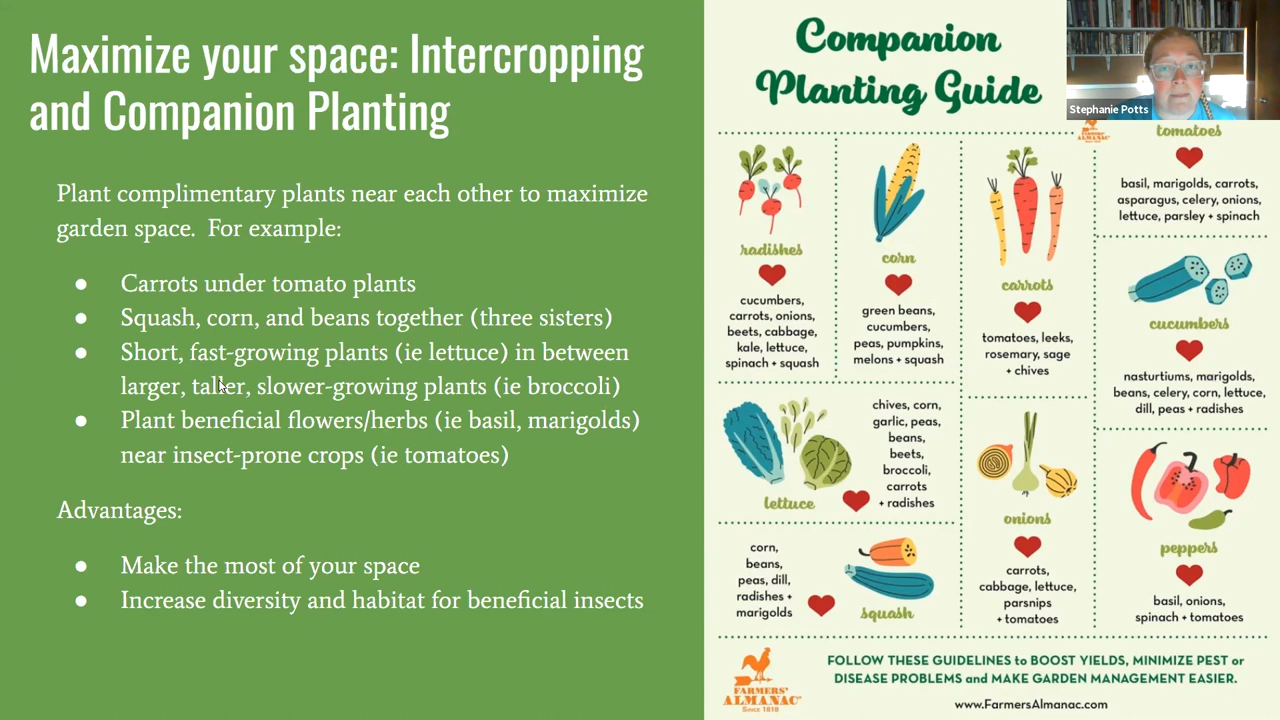 Maximize your space: Intercropping
and Companion Planting
Plant complimentary plants near each other to maximize
garden space. For example:
● Carrots under tomato plants
● Squash, corn, and beans together (three sisters)
● Short, fast-growing plants (ie lettuce) in between
larger, taller, slower-growing plants (ie broccoli)
● Plant beneficial flowers/herbs (ie basil, marigolds)
near insect-prone crops (ie tomatoes)
Advantages:
● Make the most of your space
● Increase diversity and habitat for beneficial insects
Companion
Planting Guide
Stephanie Potts
ALMANAC
radishes
cucumbers,
carrots, onions,
beets, cabbage,
kale, lettuce,
spinach + squash
corn
green beans,
cucumbers,
peas, pumpkins,
melons + squash
carrots
tomatoes, leeks,
rosemary, sage
+ chives
tomatoes
basil, marigolds, carrots,
asparagus, celery, onions,
lettuce, parsley + spinach
cucumbers
nasturtiums, marigolds,
beans, celery, corn, lettuce,
dill, peas + radishes
lettuce
chives, corn,
garlic, peas,
beans,
beets,
broccoli,
carrots
+ radishes
onions
carrots,
cabbage, lettuce,
parsnips
+ tomatoes
peppers
basil, onions,
spinach + tomatoes
corn,
beans,
peas, dill,
radishes +
marigolds
squash
FARMERS'
ALMANAC
Since 1818
FOLLOW THESE GUIDELINES to BOOST YIELDS, MINIMIZE PEST or
DISEASE PROBLEMS and MAKE GARDEN MANAGEMENT EASIER.
www.FarmersAlmanac.com